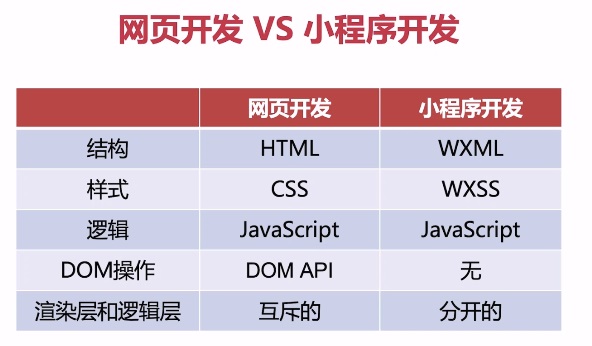 网页开发 VS 小程序开发
网页开发 小程序开发
结构 HTML WXML
样式 CSS WXSS
逻辑 JavaScript JavaScript
DOM操作 DOM API 无
渲染层和逻辑层 互斥的 分开的